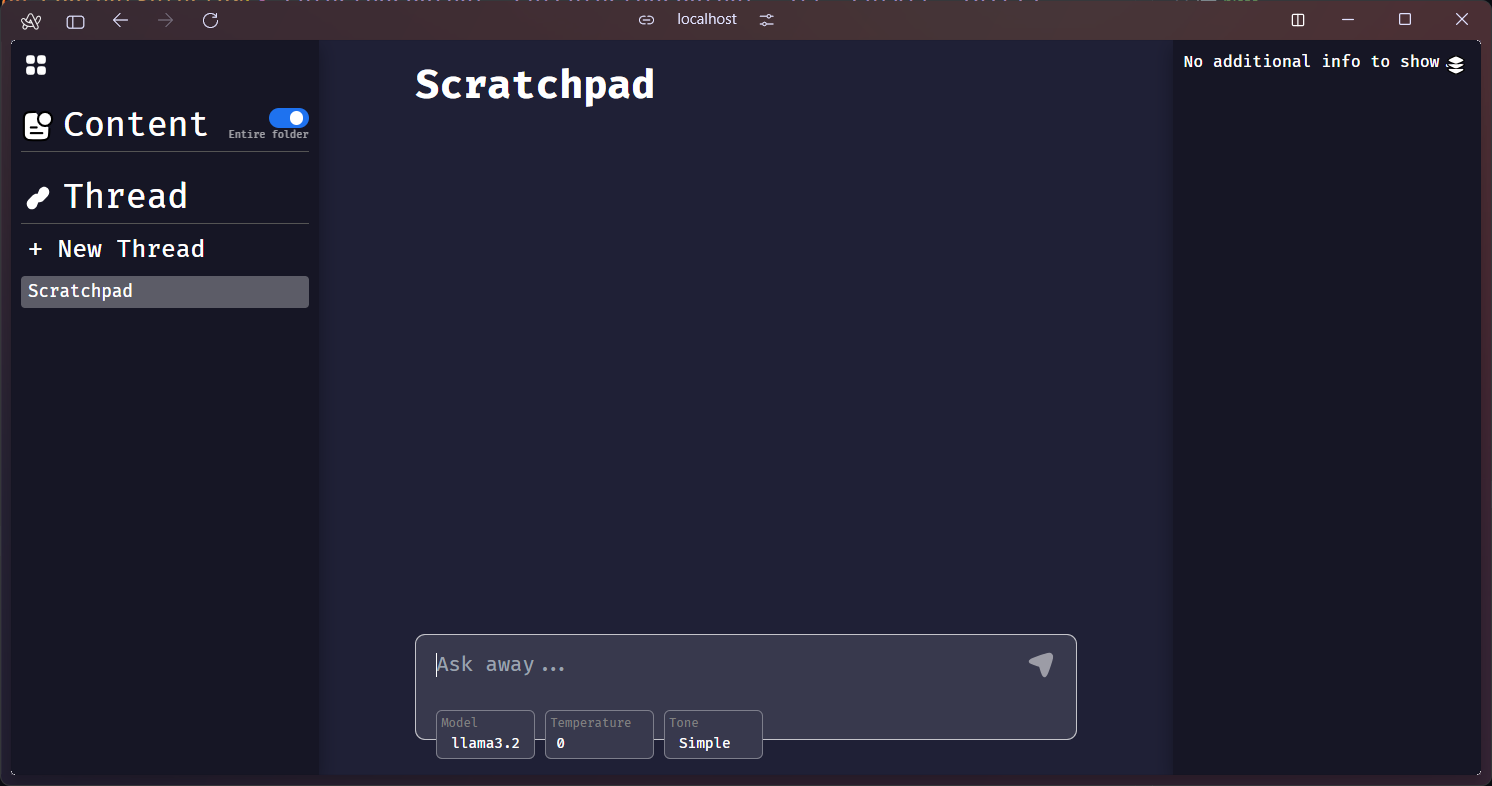 localhost
Content
Entire folder
Thread
+ New Thread
Scratchpad
Scratchpad
Ask away...
Model
llama3.2
Temperature
0
Tone
Simple
No additional info to show